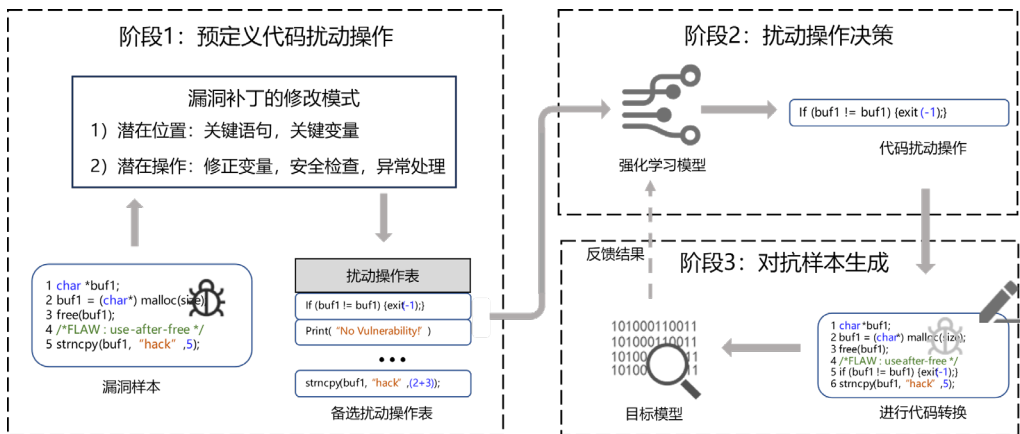 阶段1：预定义代码扰动操作
漏洞补丁的修改模式
1）潜在位置：关键语句，关键变量
2）潜在操作：修正变量，安全检查，异常处理
1 char *buf1;
2 buf1 = (char*) malloc(size)
3 free(buf1);
4 /*FLAW : use-after-free */
5 strncpy(buf1, "hack" ,5);
漏洞样本
扰动操作表
If (buf1 != buf1) {exit(-1);}
Print( "No Vulnerability!" )
•••
strncpy(buf1, "hack" ,(2+3));
备选扰动操作表
阶段2：扰动操作决策
强化学习模型
If (buf1 != buf1) {exit (-1);}
代码扰动操作
反馈结果
阶段3：对抗样本生成
1 char *buf1;
2 buf1 = (char*) malloc(size);
3 free(buf1);
4 /*FLAW : use-after-free */
5 if (buf1 != buf1) {exit(-1);}
6 strncpy(buf1, "hack" ,5);
进行代码转换
101000110011
101000110011
1010 11
1010 11
目标模型